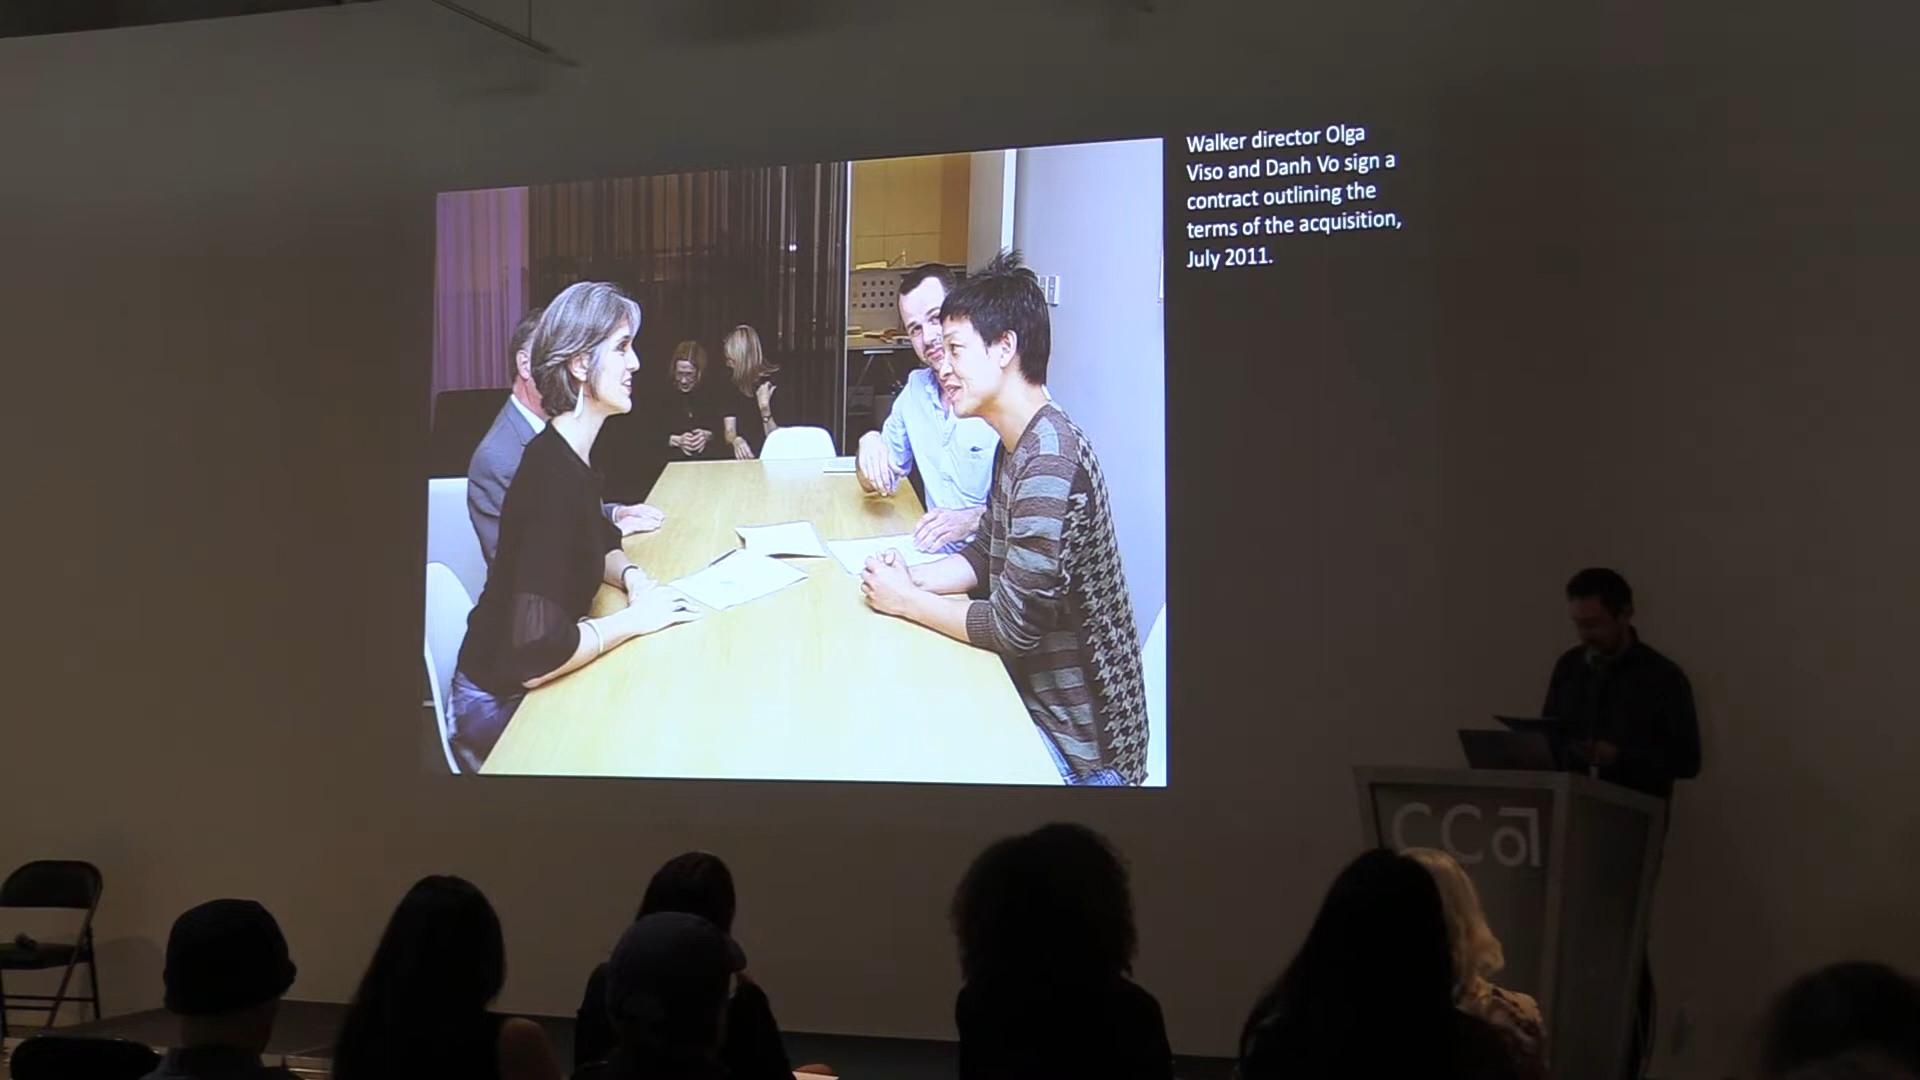 Walker director Olga
Viso and Danh Vo sign a
contract outlining the
terms of the acquisition,
July 2011.
CCA